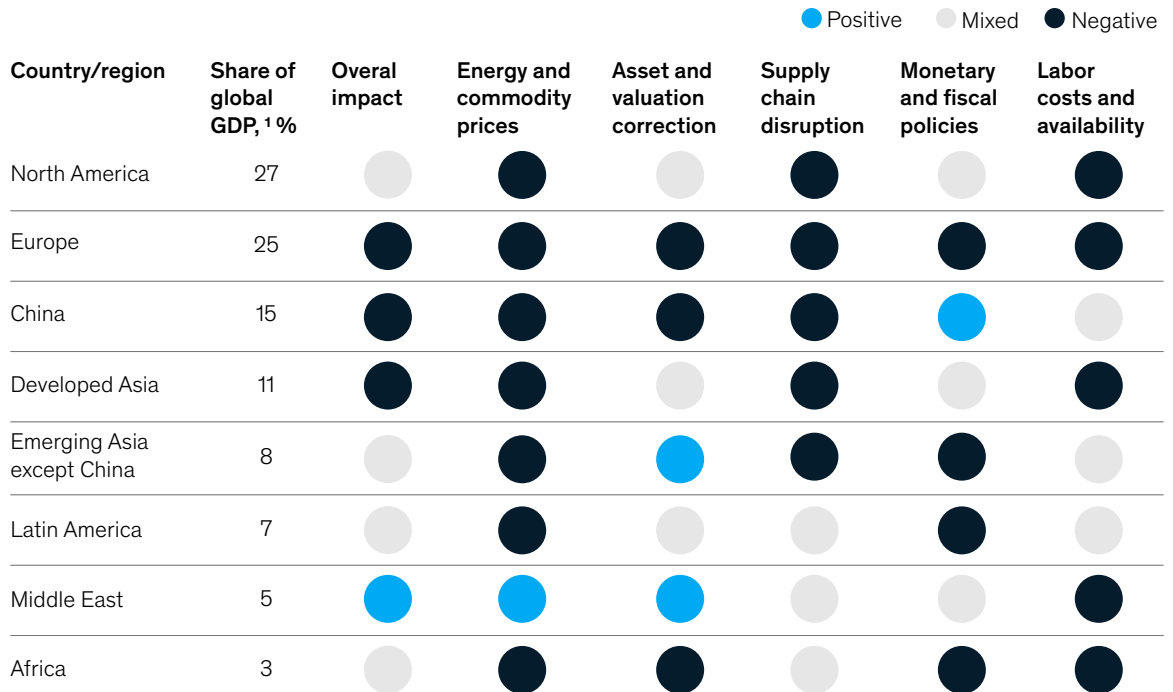 Positive Mixed Negative
Country/region Share of global GDP, ¹ % Overal impact Energy and commodity prices Asset and valuation correction Supply chain disruption Monetary and fiscal policies Labor costs and availability
North America 27
Europe 25
China 15
Developed Asia 11
Emerging Asia except China 8
Latin America 7
Middle East 5
Africa 3